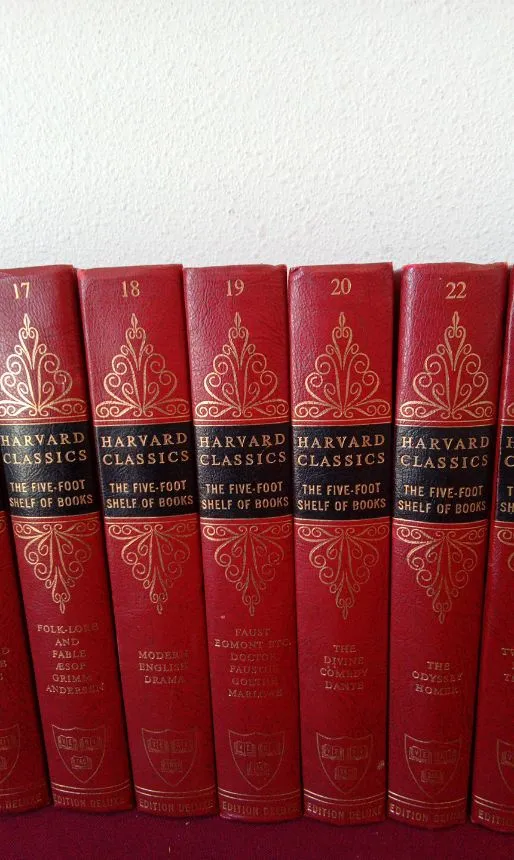 17
HARVARD
CLASSICS
THE FIVE-FOOT
SHELF OF BOOKS
FOLK-LORE
AND
FABLE
ÆSOP
GRIMM
ANDERSEN
EDITION DELUXE
18
HARVARD
CLASSICS
THE FIVE-FOOT
SHELF OF BOOKS
MODERN
ENGLISH
DRAMA
EDITION DELUXE
19
HARVARD
CLASSICS
THE FIVE-FOOT
SHELF OF BOOKS
FAUST
EGMONT ETC.
DOCTOR
FAUSTUS
GOETHE
MARLOWE
EDITION DELUXE
20
HARVARD
CLASSICS
THE FIVE-FOOT
SHELF OF BOOKS
THE
DIVINE
COMEDY
DANTE
EDITION DELUXE
22
HARVARD
CLASSICS
THE FIVE-FOOT
SHELF OF BOOKS
THE
ODYSSEY
HOMER
EDITION DELUXE